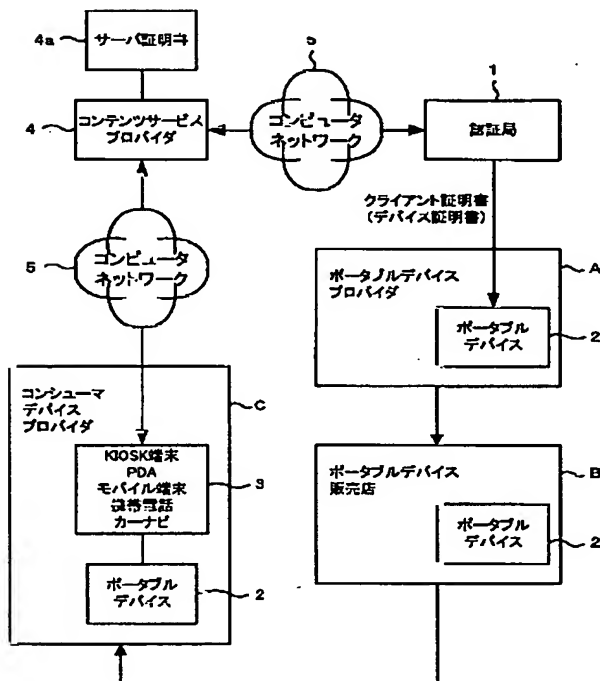 4a
サーバ証明書
5
1
4
コンテンツサービス
プロバイダ
コンピュータ
ネットワーク
認証局
クライアント証明書
(デバイス証明書)
5
コンピュータ
ネットワーク
A
ポータブルデバイス
プロバイダ
ポータブル
デバイス
2
コンシューマ
デバイス
プロバイダ
C
KIOSK端末
PDA
モバイル端末
携帯電話
カーナビ
3
ポータブル
デバイス
2
B
ポータブルデバイス
販売店
ポータブル
デバイス
2